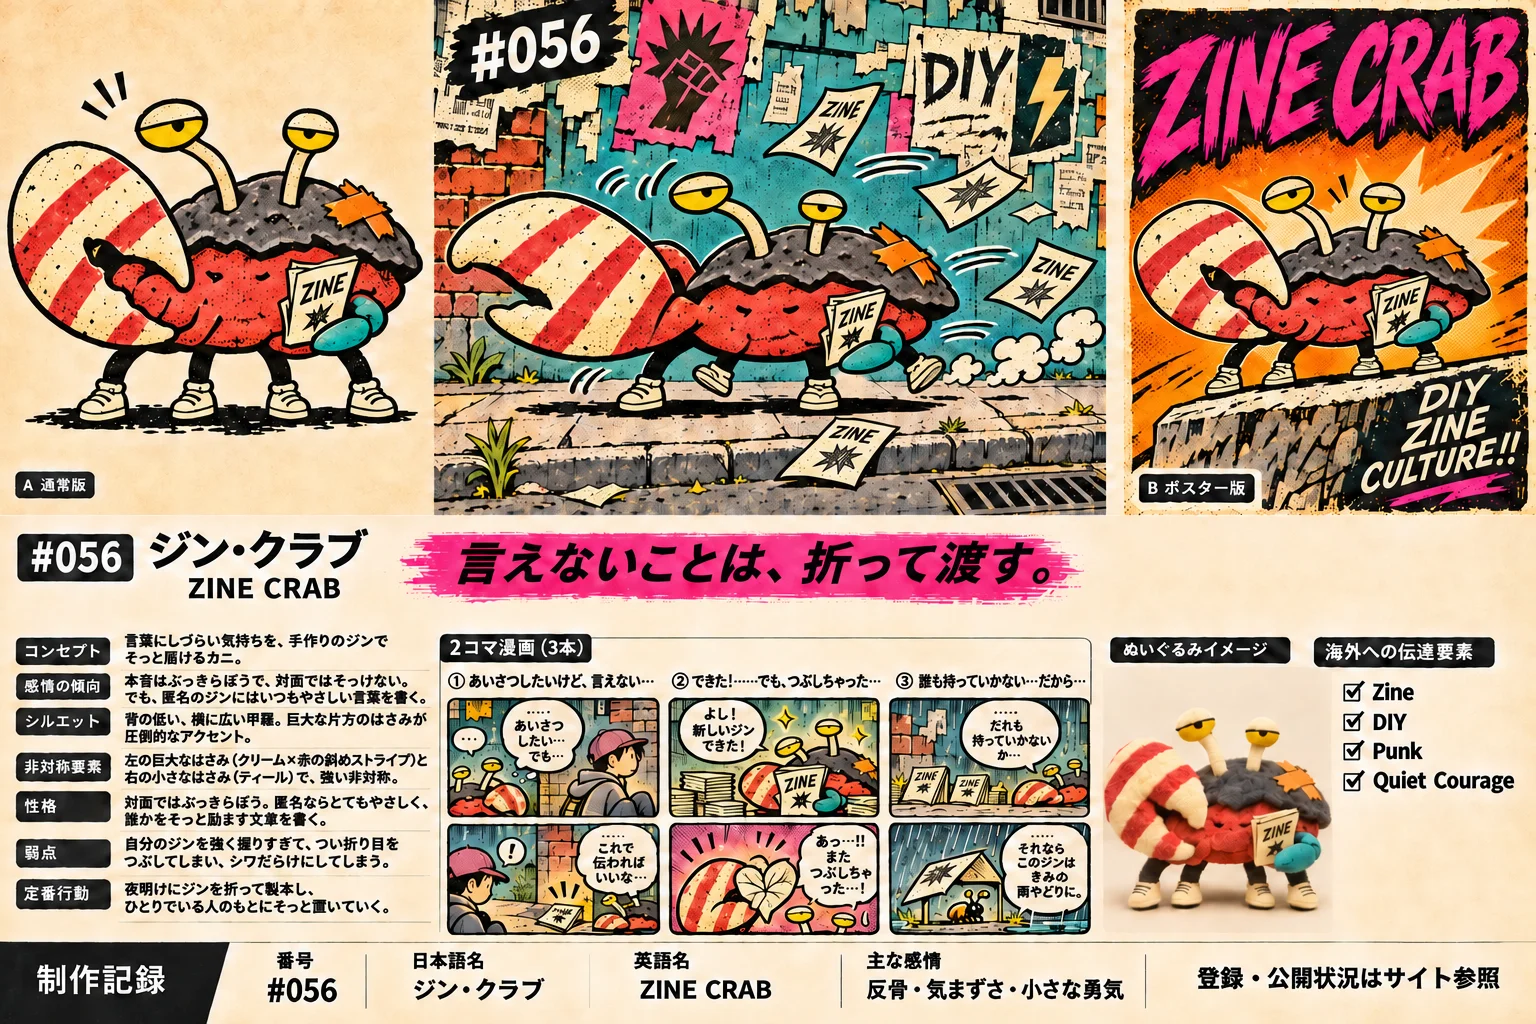 #056
DIY
ZINE
ZINE
ZINE
ZINE
ZINE
ZINE
A 通常版
ZINE CRAB
ZINE
DIY
ZINE
CULTURE!!
B ポスター版
#056
ジン・クラブ
ZINE CRAB
言えないことは、折って渡す。
コンセプト
言葉にしづらい気持ちを、手作りのジンで
そっと届けるカニ。
感情の傾向
本音はぶっきらぼうで、対面ではそっけない。
でも、匿名のジンにはいつもやさしい言葉を書く。
シルエット
背の低い、横に広い甲羅。巨大な片方のはさみが
圧倒的なアクセント。
非対称要素
左の巨大なはさみ(クリーム×赤の斜めストライプ)と
右の小さなはさみ(ティール)で、強い非対称。
性格
対面ではぶっきらぼう。匿名ならとてもやさしく、
誰かをそっと励ます文章を書く。
弱点
自分のジンを強く握りすぎて、つい折り目を
つぶしてしまい、シワだらけにしてしまう。
定番行動
夜明けにジンを折って製本し、
ひとりでいる人のもとにそっと置いていく。
2コマ漫画(3本)
① あいさつしたいけど、言えない…
…
……
あいさつ
したい…
でも…
!
これで
伝われば
いいな…
ZINE
② できた!……でも、つぶしちゃった…
よし!
新しいジン
できた!
ZINE
あっ…!!
また
つぶしちゃ
った…!
③ 誰も持っていかない…だから…
……
だれも
持っていかない
か…
ZINE
ZINE
……
それなら
このジンは
きみの
雨やどりに。
ぬいぐるみイメージ
ZINE
海外への伝達要素
Zine
DIY
Punk
Quiet Courage
制作記録
番号
#056
日本語名
ジン・クラブ
英語名
ZINE CRAB
主な感情
反骨・気まずさ・小さな勇気
登録・公開状況はサイト参照